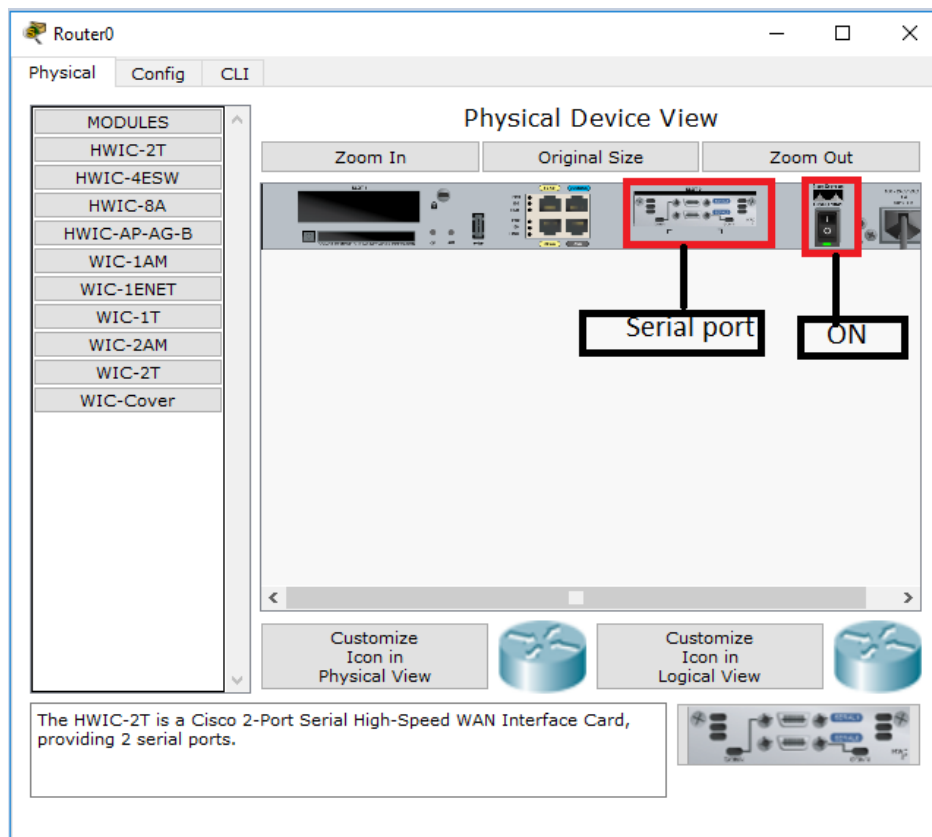 Router0
Physical Config CLI
MODULES
HWIC-2T
HWIC-4ESW
HWIC-8A
HWIC-AP-AG-B
WIC-1AM
WIC-1ENET
WIC-1T
WIC-2AM
WIC-2T
WIC-Cover
Physical Device View
Zoom In Original Size Zoom Out
Serial port
ON
Customize
Icon in
Physical View
Customize
Icon in
Logical View
The HWIC-2T is a Cisco 2-Port Serial High-Speed WAN Interface Card,
providing 2 serial ports.